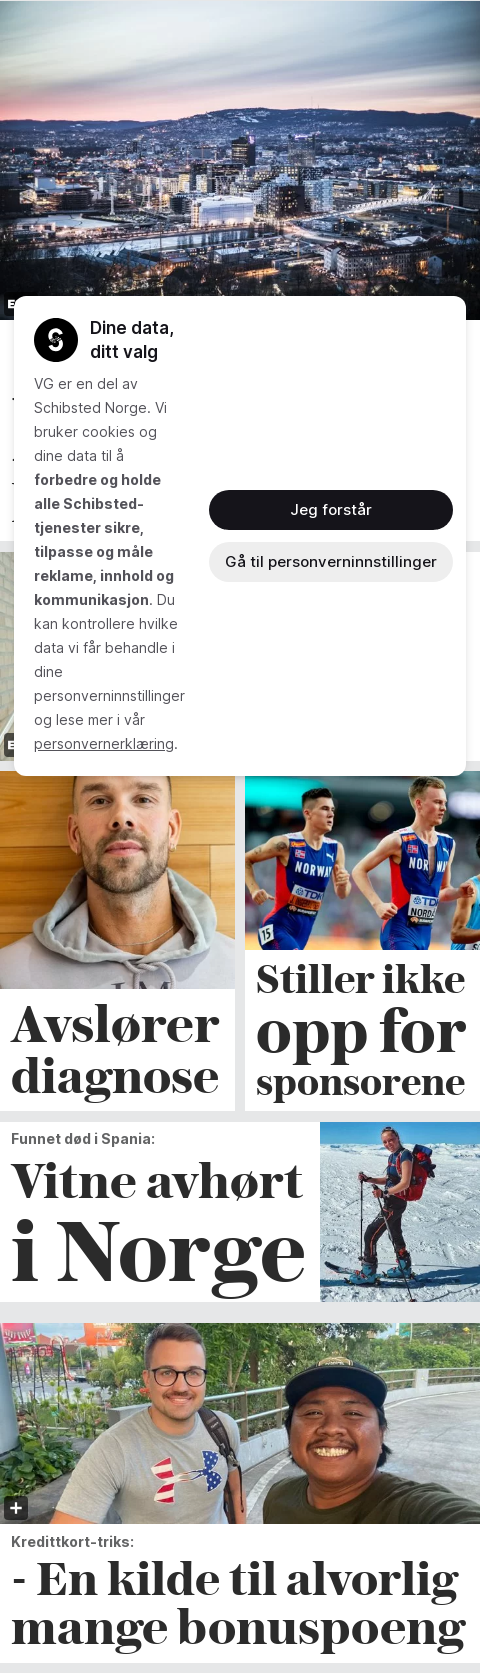 Dine data,
ditt valg
VG er en del av
Schibsted Norge. Vi
bruker cookies og
dine data til å
forbedre og holde
alle Schibsted-
tjenester sikre,
tilpasse og måle
reklame, innhold og
kommunikasjon. Du
kan kontrollere hvilke
data vi får behandle i
dine
personverninnstillinger
og lese mer i vår
personvernerklæring.
Jeg forstår
Gå til personverninnstillinger
Avslører
diagnose
NORWAY
NORWAY
TDK
TDK
NORDÅS
15
Stiller ikke
opp for
sponsorene
Funnet død i Spania:
Vitne avhørt
i Norge
Kredittkort-triks:
- En kilde til alvorlig
mange bonuspoeng